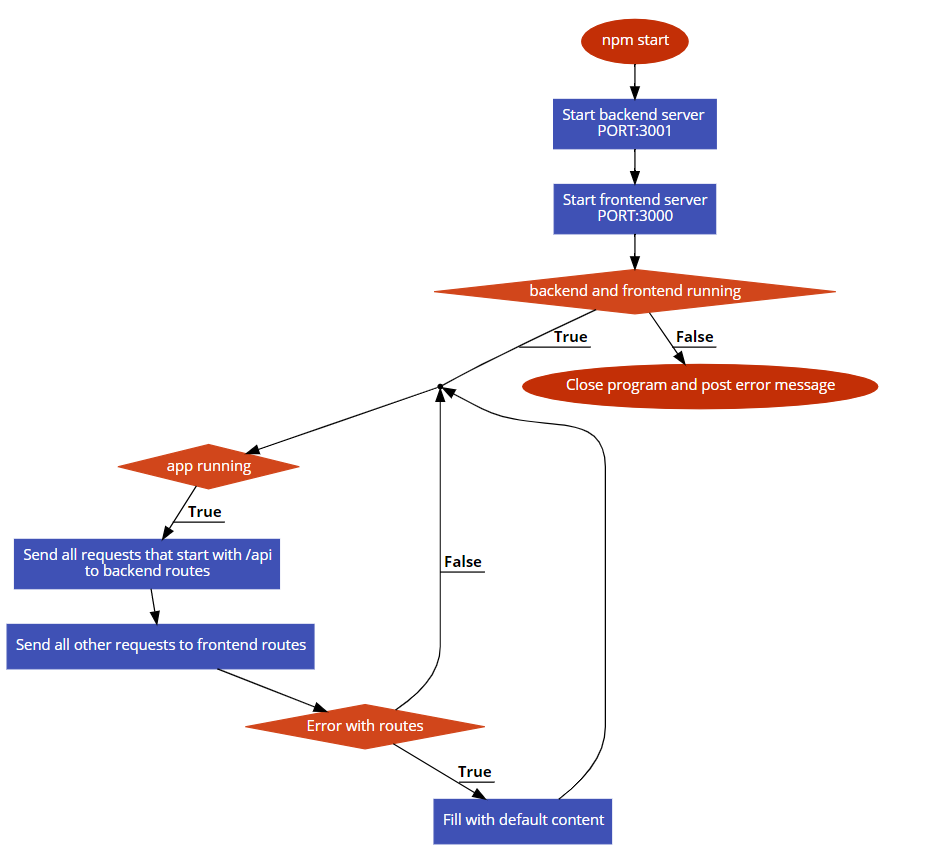 npm start
Start backend server
PORT:3001
Start frontend server
PORT:3000
backend and frontend running
True
False
Close program and post error message
app running
True
Send all requests that start with /api
to backend routes
False
Send all other requests to frontend routes
Error with routes
True
Fill with default content